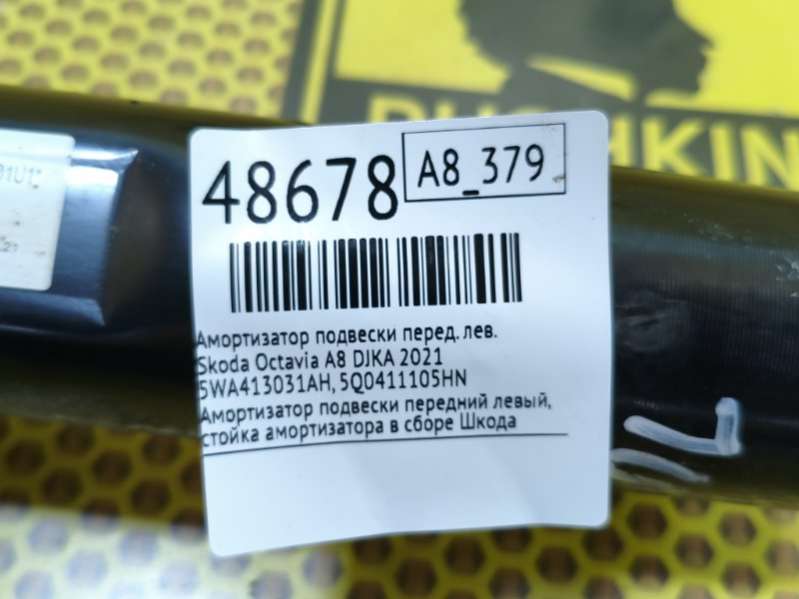 48678
A8_379
Амортизатор подвески перед. лев.
Skoda Octavia A8 DJKA 2021
5WA413031AH, 5Q0411105HN
Амортизатор подвески передний левый,
стойка амортизатора в сборе Шкода